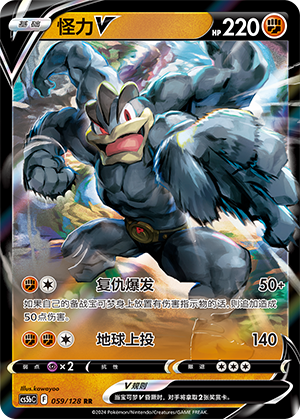 基础 怪力V HP 220
复仇爆发 50+
如果自己的备战宝可梦身上放置有伤害指示物的话,则追加造成
50点伤害。
地球上投 140
弱点 ×2 抗性 撤退
V规则
当宝可梦V昏厥时,对手将拿取2张奖赏卡。
Illus.kawayoo
CS5bC F 059/128 RR
©2024 Pokémon/Nintendo/Creatures/GAME FREAK